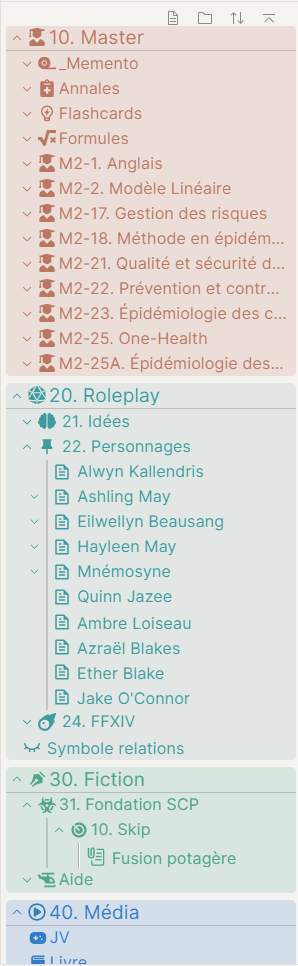 10. Master
_Memento
Annales
Flashcards
Formules
M2-1. Anglais
M2-2. Modèle Linéaire
M2-17. Gestion des risques
M2-18. Méthode en épidém...
M2-21. Qualité et sécurité d...
M2-22. Prévention et contr...
M2-23. Épidémiologie des c...
M2-25. One-Health
M2-25A. Épidémiologie des...
20. Roleplay
21. Idées
22. Personnages
Alwyn Kallendris
Ashling May
Eilwellyn Beausang
Hayleen May
Mnémosyne
Quinn Jazee
Ambre Loiseau
Azraël Blakes
Ether Blake
Jake O'Connor
24. FFXIV
Symbole relations
30. Fiction
31. Fondation SCP
10. Skip
Fusion potagère
Aide
40. Média
JV
Livre